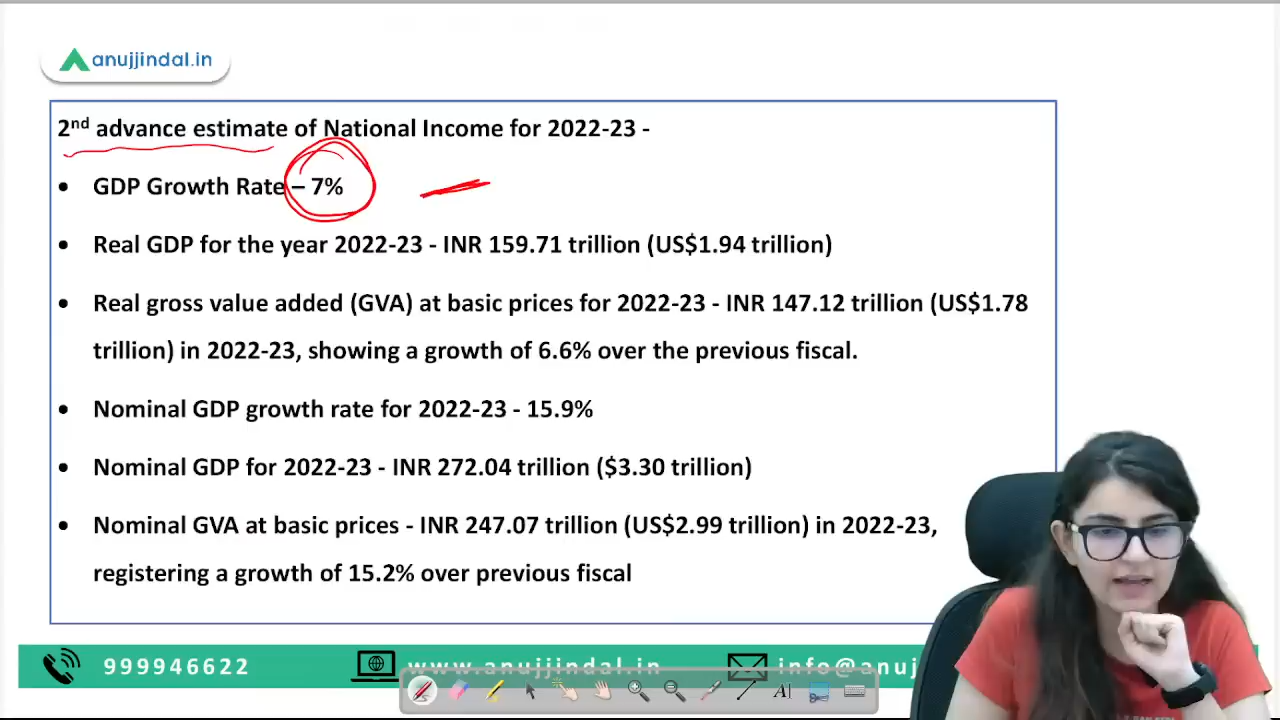 anujjindal.in
2nd advance estimate of National Income for 2022-23 -
• GDP Growth Rate – 7%
• Real GDP for the year 2022-23 - INR 159.71 trillion (US$1.94 trillion)
• Real gross value added (GVA) at basic prices for 2022-23 - INR 147.12 trillion (US$1.78
trillion) in 2022-23, showing a growth of 6.6% over the previous fiscal.
• Nominal GDP growth rate for 2022-23 - 15.9%
• Nominal GDP for 2022-23 - INR 272.04 trillion ($3.30 trillion)
• Nominal GVA at basic prices - INR 247.07 trillion (US$2.99 trillion) in 2022-23,
registering a growth of 15.2% over previous fiscal
999946622 www.anujjindal.in info@anuj
A